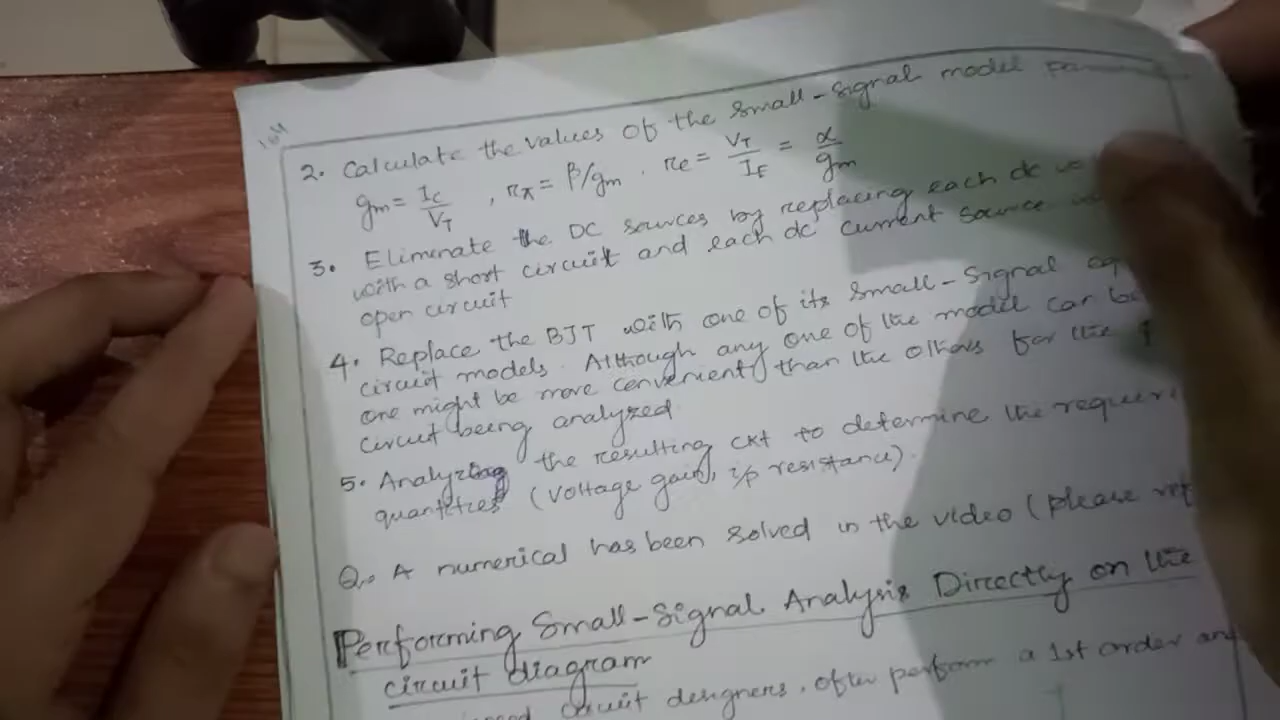 164
2. Calculate the values of the small-signal model
gm = IC/VT , rπ = β/gm . re = VT/IE = α/gm
3. Eliminate the DC sources by replacing each dc
with a short circuit and each dc current source
open circuit
4. Replace the BJT with one of its small-signal
circuit models. Although any one of the model can be
one might be more convenient than the others for the
circuit being analyzed
5. Analyzing the resulting ckt to determine the
quantities (voltage gain, i/p resistance).
Q. A numerical has been solved in the video (please
Performing Small-Signal Analysis Directly on the
circuit diagram
circuit designers. often perform a 1st order